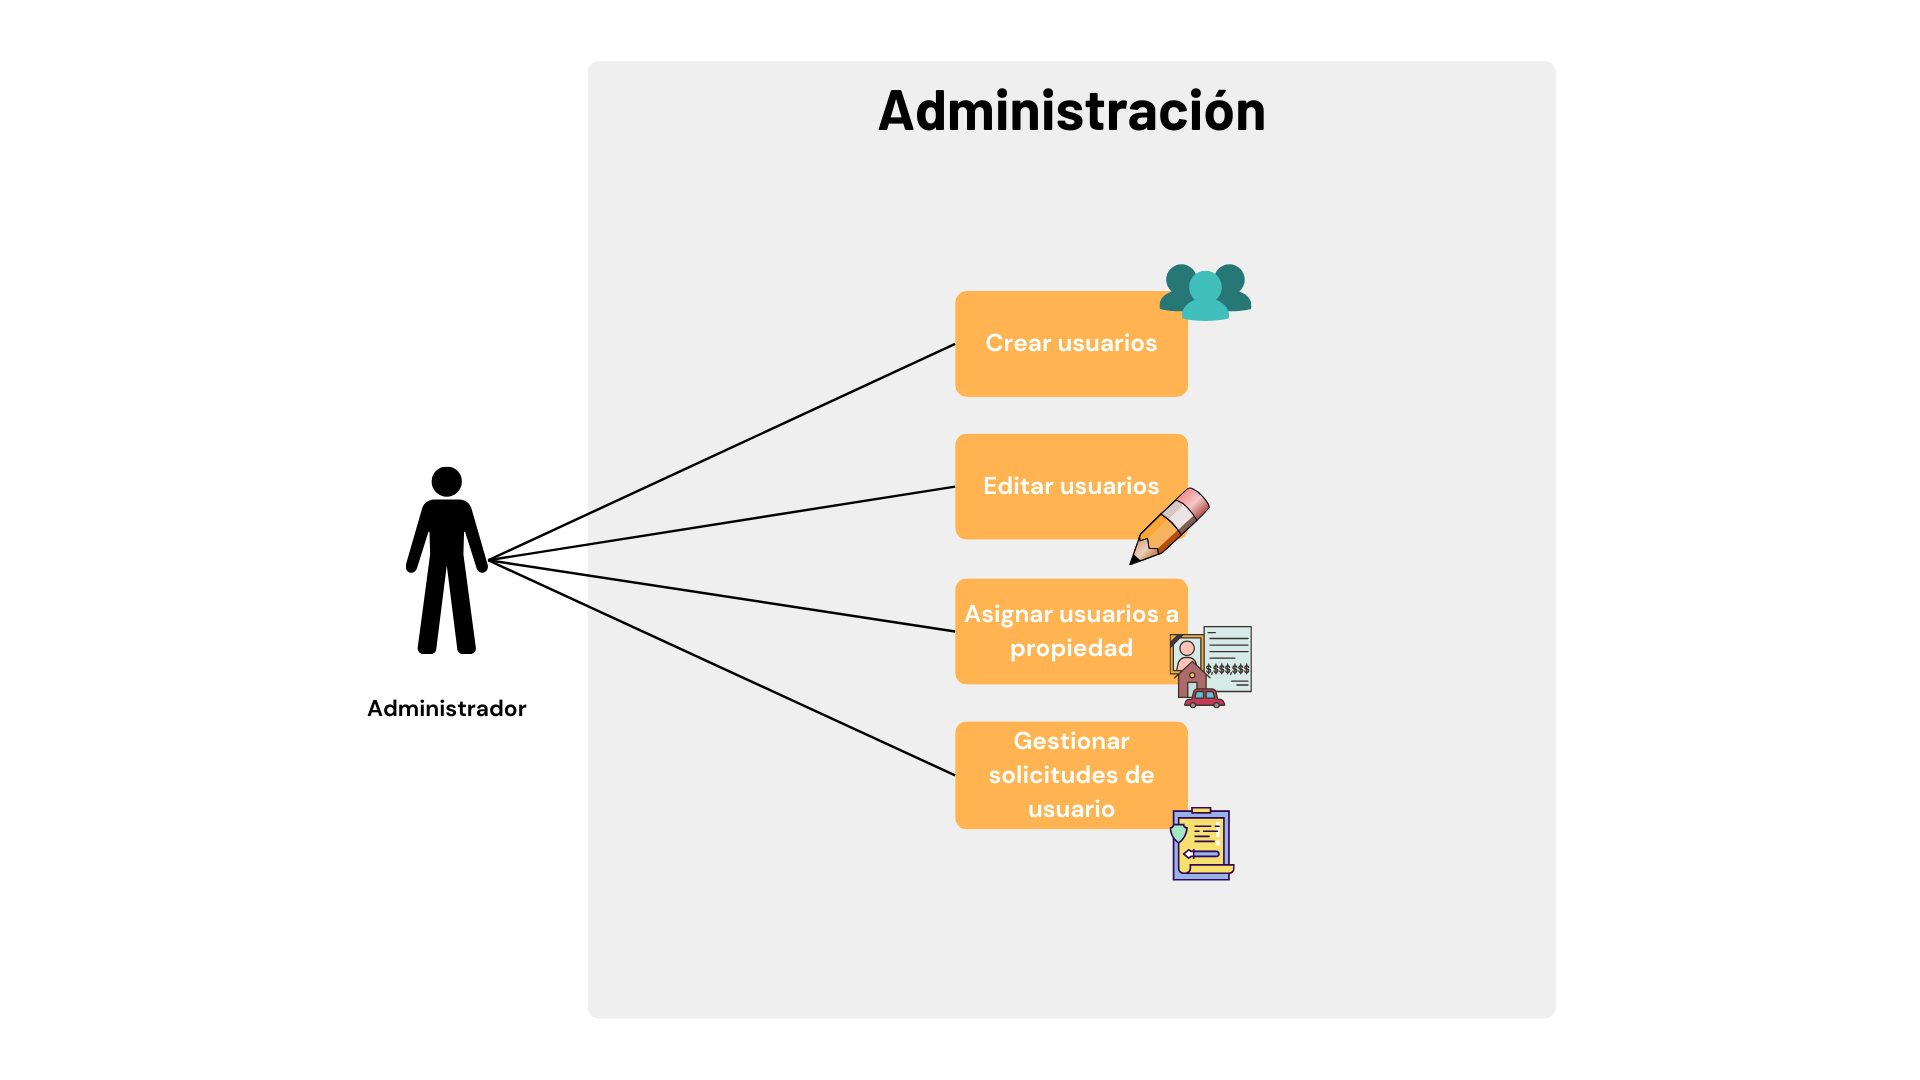 Administración
Crear usuarios
Editar usuarios
Asignar usuarios a
propiedad
$,$$$,$$$
Gestionar
solicitudes de
usuario
Administrador